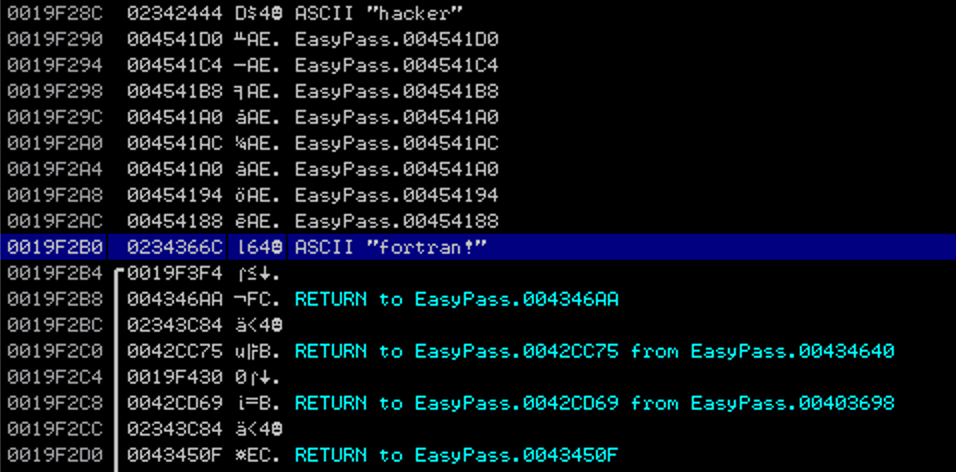 0019F28C 02342444 D$4☻ ASCII "hacker"
0019F290 004541D0 ╨AE. EasyPass.004541D0
0019F294 004541C4 ─AE. EasyPass.004541C4
0019F298 004541B8 ╕AE. EasyPass.004541B8
0019F29C 004541A0 áAE. EasyPass.004541A0
0019F2A0 004541AC ¼AE. EasyPass.004541AC
0019F2A4 004541A0 áAE. EasyPass.004541A0
0019F2A8 00454194 öAE. EasyPass.00454194
0019F2AC 00454188 êAE. EasyPass.00454188
0019F2B0 0234366C l64☻ ASCII "fortran!"
0019F2B4 0019F3F4 ⌠≤↓.
0019F2B8 004346AA ¬FC. RETURN to EasyPass.004346AA
0019F2BC 02343C84 ä<4☻
0019F2C0 0042CC75 u╠B. RETURN to EasyPass.0042CC75 from EasyPass.00434640
0019F2C4 0019F430 0⌠↓.
0019F2C8 0042CD69 i═B. RETURN to EasyPass.0042CD69 from EasyPass.00403698
0019F2CC 02343C84 ä<4☻
0019F2D0 0043450F ☼EC. RETURN to EasyPass.0043450F